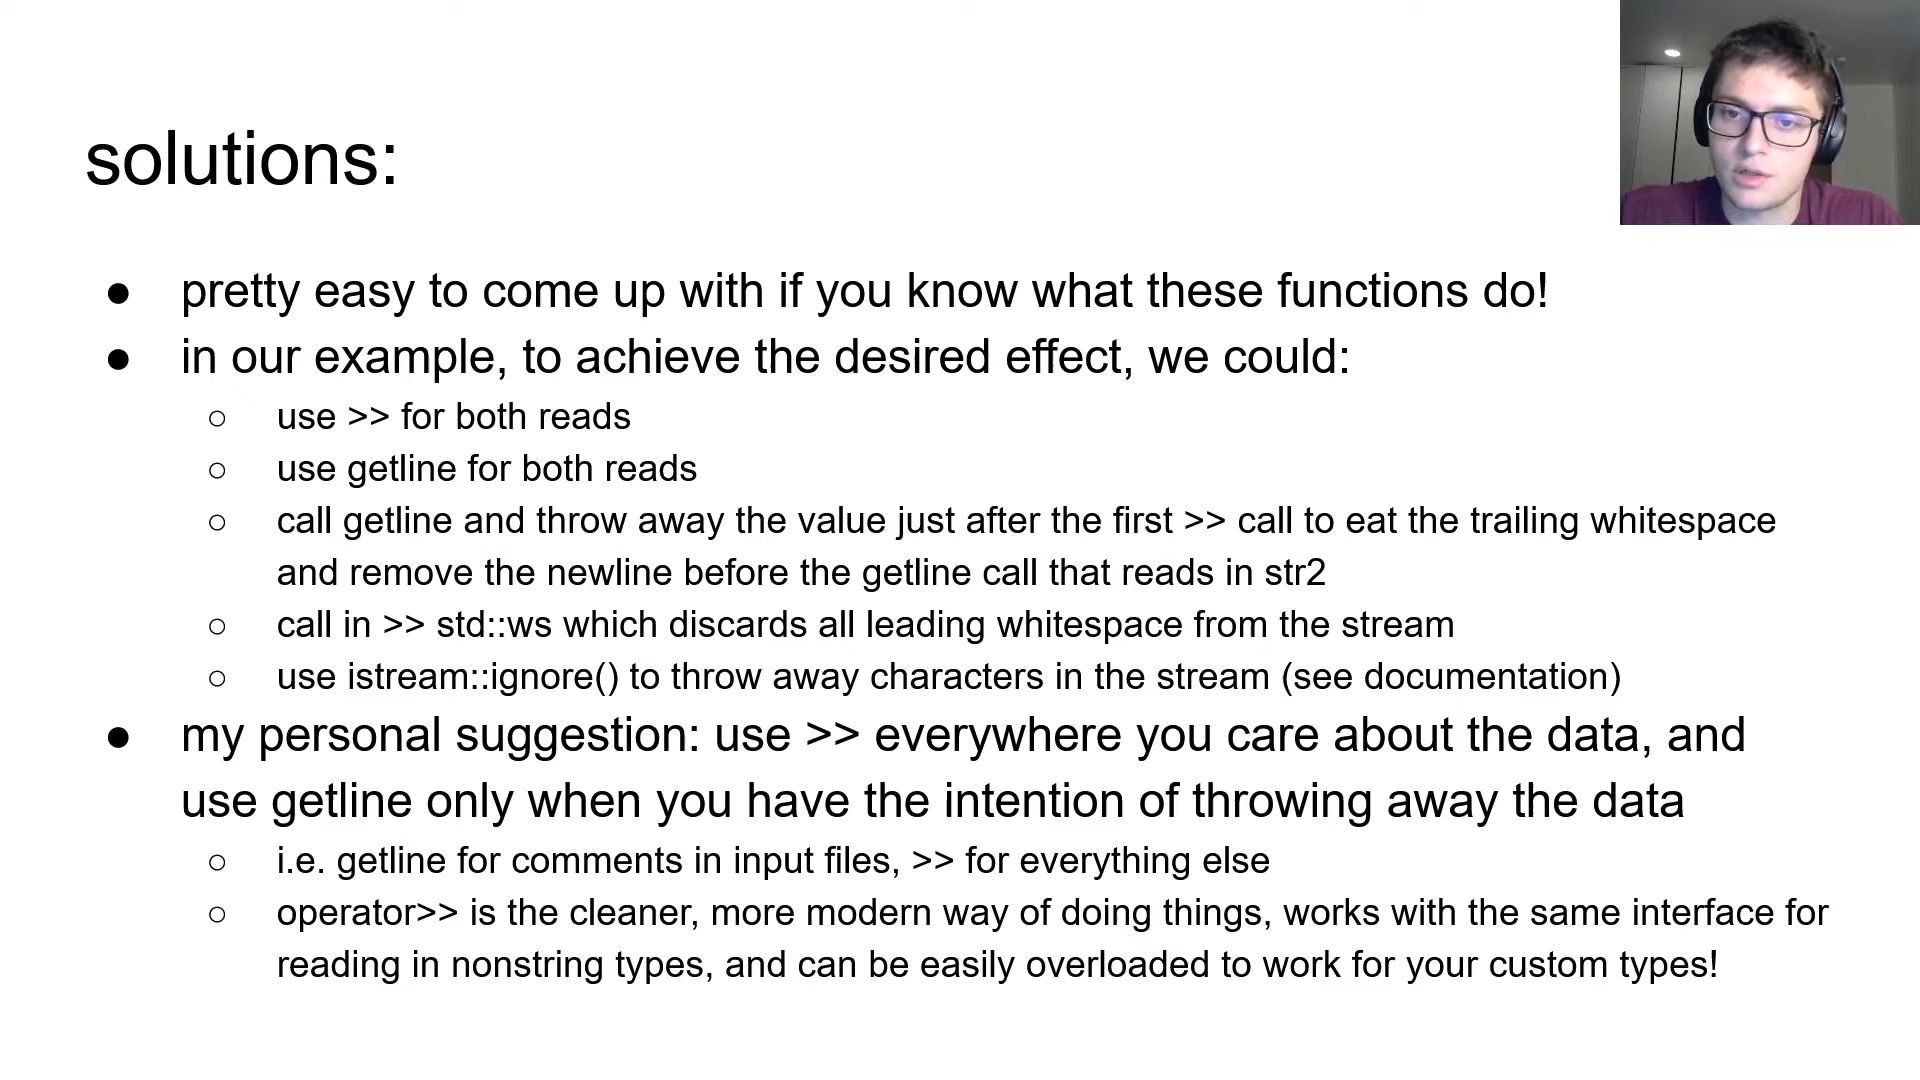 solutions:
● pretty easy to come up with if you know what these functions do!
● in our example, to achieve the desired effect, we could:
○ use >> for both reads
○ use getline for both reads
○ call getline and throw away the value just after the first >> call to eat the trailing whitespace
and remove the newline before the getline call that reads in str2
○ call in >> std::ws which discards all leading whitespace from the stream
○ use istream::ignore() to throw away characters in the stream (see documentation)
● my personal suggestion: use >> everywhere you care about the data, and
use getline only when you have the intention of throwing away the data
○ i.e. getline for comments in input files, >> for everything else
○ operator>> is the cleaner, more modern way of doing things, works with the same interface for
reading in nonstring types, and can be easily overloaded to work for your custom types!